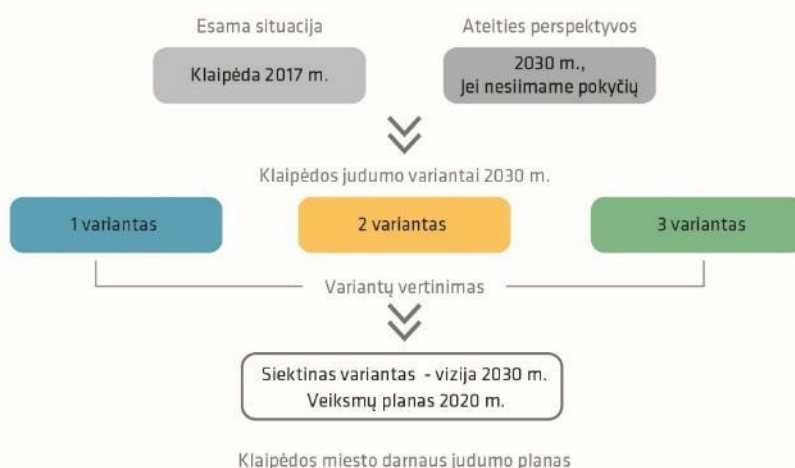 Esama situacija
Ateities perspektyvos
Klaipėda 2017 m.
2030 m.,
Jei nesiimame pokyčių
Klaipėdos judumo variantai 2030 m.
1 variantas
2 variantas
3 variantas
Variantų vertinimas
Siektinas variantas - vizija 2030 m.
Veiksmų planas 2020 m.
Klaipėdos miesto darnaus judumo planas